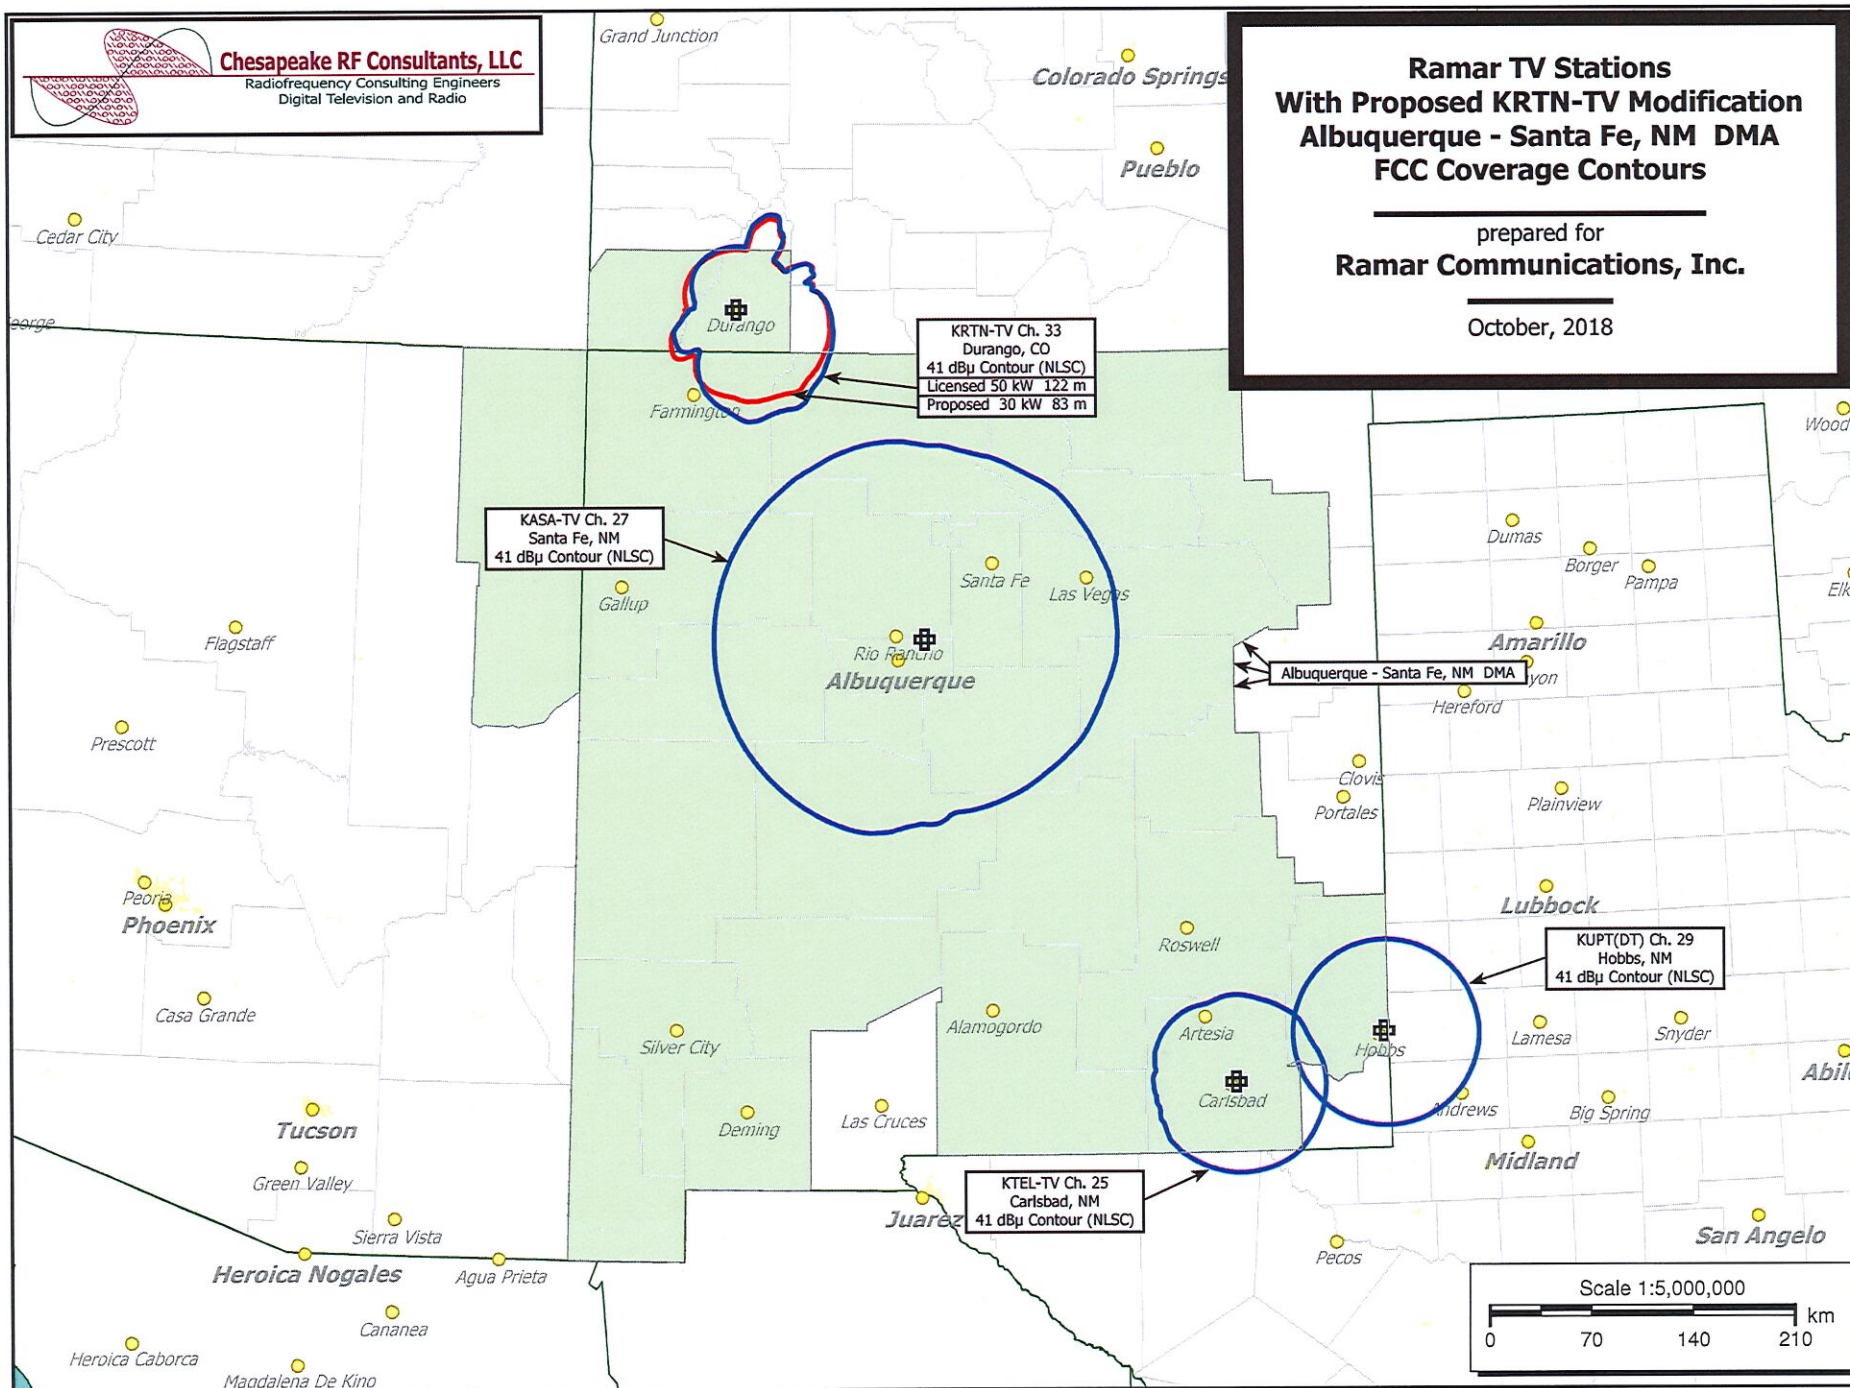 Chesapeake RF Consultants, LLC
Radiofrequency Consulting Engineers
Digital Television and Radio
Ramar TV Stations
With Proposed KRTN-TV Modification
Albuquerque - Santa Fe, NM DMA
FCC Coverage Contours
prepared for
Ramar Communications, Inc.
October, 2018
Grand Junction
Colorado Springs
Pueblo
Cedar City
Durango
KRTN-TV Ch. 33
Durango, CO
41 dBµ Contour (NLSC)
Licensed 50 kW 122 m
Proposed 30 kW 83 m
Farmington
KASA-TV Ch. 27
Santa Fe, NM
41 dBµ Contour (NLSC)
Dumas
Borger
Pampa
Santa Fe
Las Vegas
Gallup
Flagstaff
Amarillo
Rio Rancho
Albuquerque
Albuquerque - Santa Fe, NM DMA
Hereford
Prescott
Clovis
Portales
Plainview
Peoria
Phoenix
Lubbock
Roswell
KUPT(DT) Ch. 29
Hobbs, NM
41 dBµ Contour (NLSC)
Casa Grande
Silver City
Alamogordo
Artesia
Hobbs
Lamesa
Snyder
Carlsbad
Andrews
Big Spring
Tucson
Deming
Las Cruces
Midland
Green Valley
KTEL-TV Ch. 25
Carlsbad, NM
41 dBµ Contour (NLSC)
Juarez
Sierra Vista
San Angelo
Pecos
Heroica Nogales
Agua Prieta
Scale 1:5,000,000
km
0 70 140 210
Cananea
Heroica Caborca
Magdalena De Kino